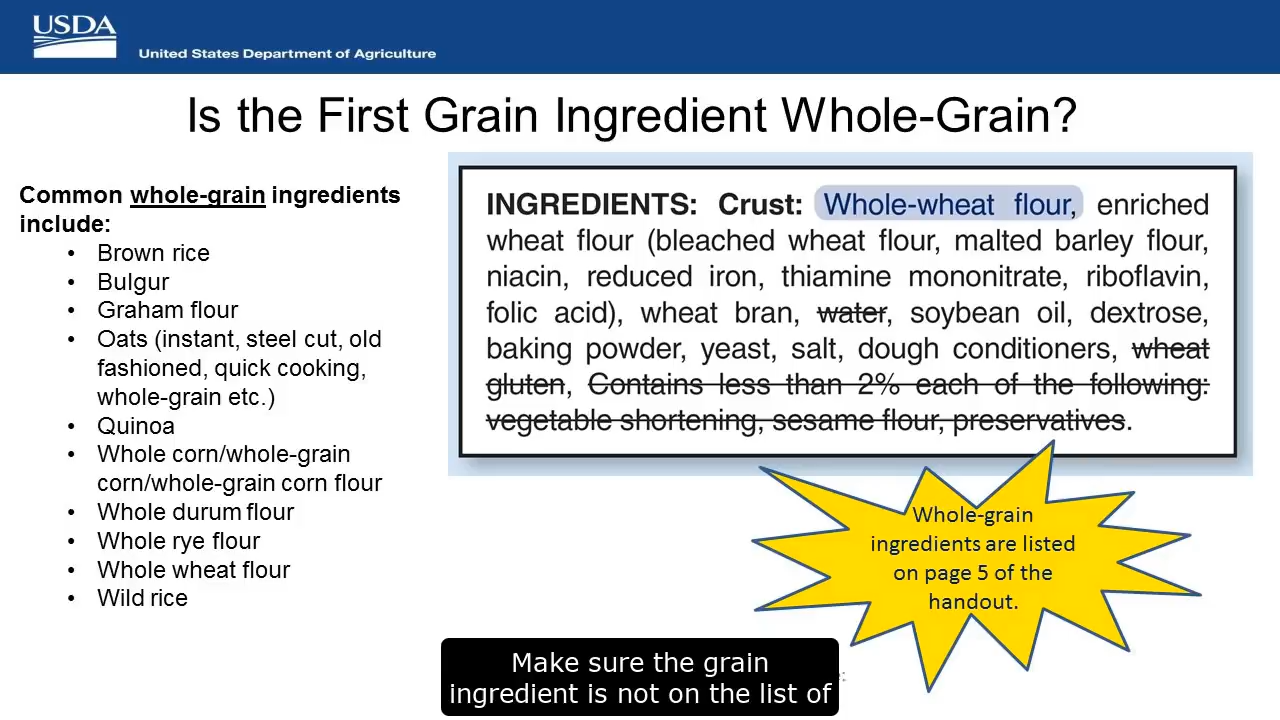 USDA
United States Department of Agriculture
Is the First Grain Ingredient Whole-Grain?
Common whole-grain ingredients
include:
• Brown rice
• Bulgur
• Graham flour
• Oats (instant, steel cut, old
fashioned, quick cooking,
whole-grain etc.)
• Quinoa
• Whole corn/whole-grain
corn/whole-grain corn flour
• Whole durum flour
• Whole rye flour
• Whole wheat flour
• Wild rice
INGREDIENTS: Crust: Whole-wheat flour, enriched
wheat flour (bleached wheat flour, malted barley flour,
niacin, reduced iron, thiamine mononitrate, riboflavin,
folic acid), wheat bran, water, soybean oil, dextrose,
baking powder, yeast, salt, dough conditioners, wheat
gluten, Contains less than 2% each of the following:
vegetable shortening, sesame flour, preservatives.
Whole-grain
ingredients are listed
on page 5 of the
handout.
Make sure the grain
ingredient is not on the list of